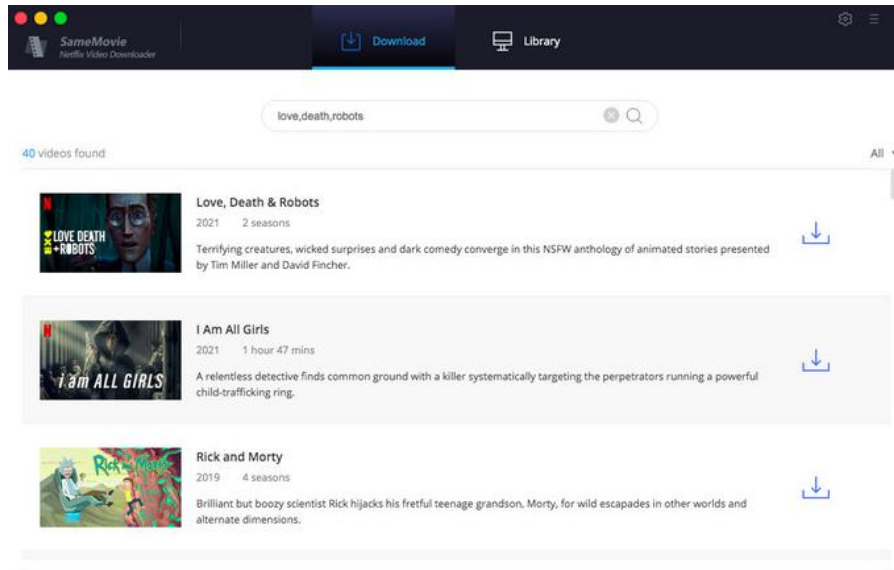 SameMovie
Netflix Video Downloader
Download
Library
love,death,robots
40 videos found
All
N
LOVE DEATH
+ROBOTS
Love, Death & Robots
2021 2 seasons
Terrifying creatures, wicked surprises and dark comedy converge in this NSFW anthology of animated stories presented
by Tim Miller and David Fincher.
N
i am ALL GIRLS
I Am All Girls
2021 1 hour 47 mins
A relentless detective finds common ground with a killer systematically targeting the perpetrators running a powerful
child-trafficking ring.
Rick and Morty
Rick and Morty
2019 4 seasons
Brilliant but boozy scientist Rick hijacks his fretful teenage grandson, Morty, for wild escapades in other worlds and
alternate dimensions.